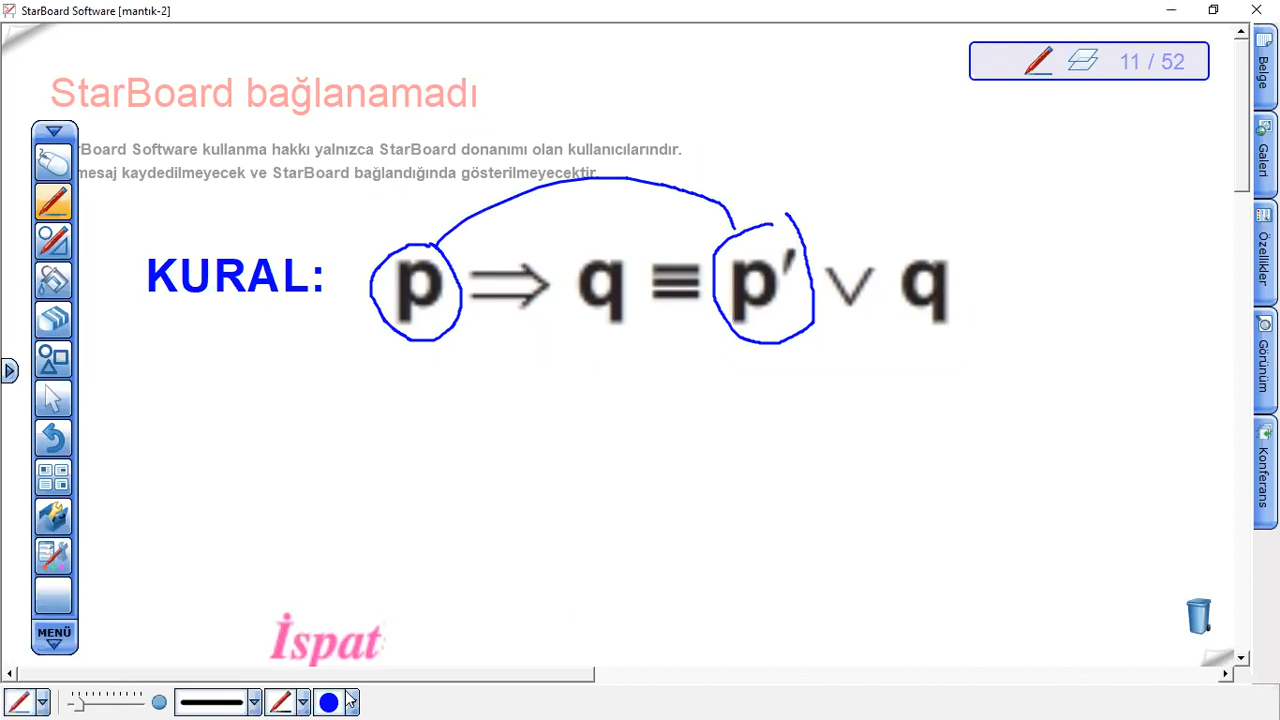 StarBoard Software [mantık-2]
11 / 52
StarBoard bağlanamadı
Board Software kullanma hakkı yalnızca StarBoard donanımı olan kullanıcılarındır.
mesaj kaydedilmeyecek ve StarBoard bağlandığında gösterilmeyecektir.
KURAL: p ⇒ q ≡ p′ ∨ q
İspat
MENÜ
Belge
Galeri
Özellikler
Görünüm
Konferans